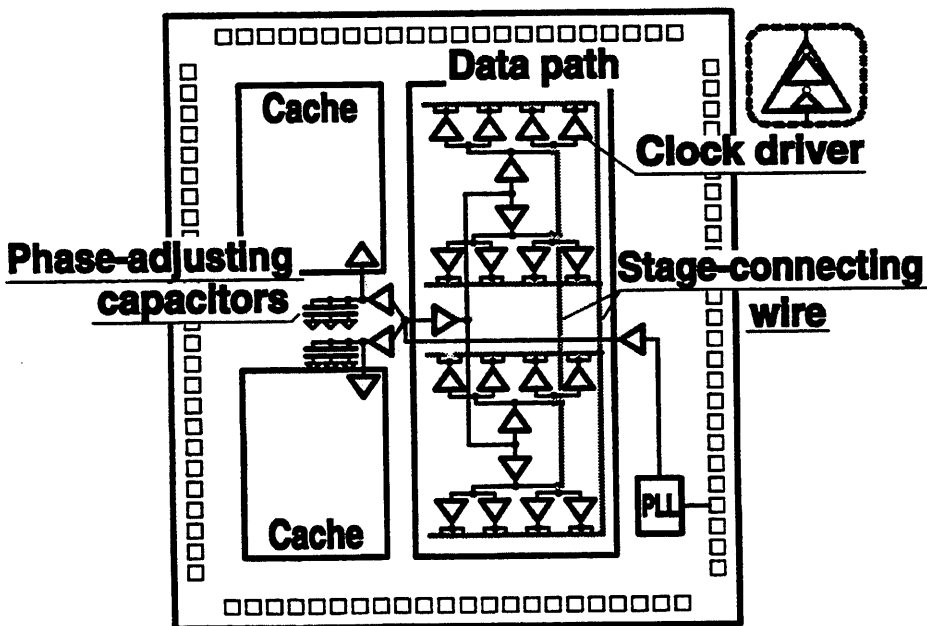 Data path
Cache
Clock driver
Phase-adjusting
capacitors
Stage-connecting
wire
PLL
Cache